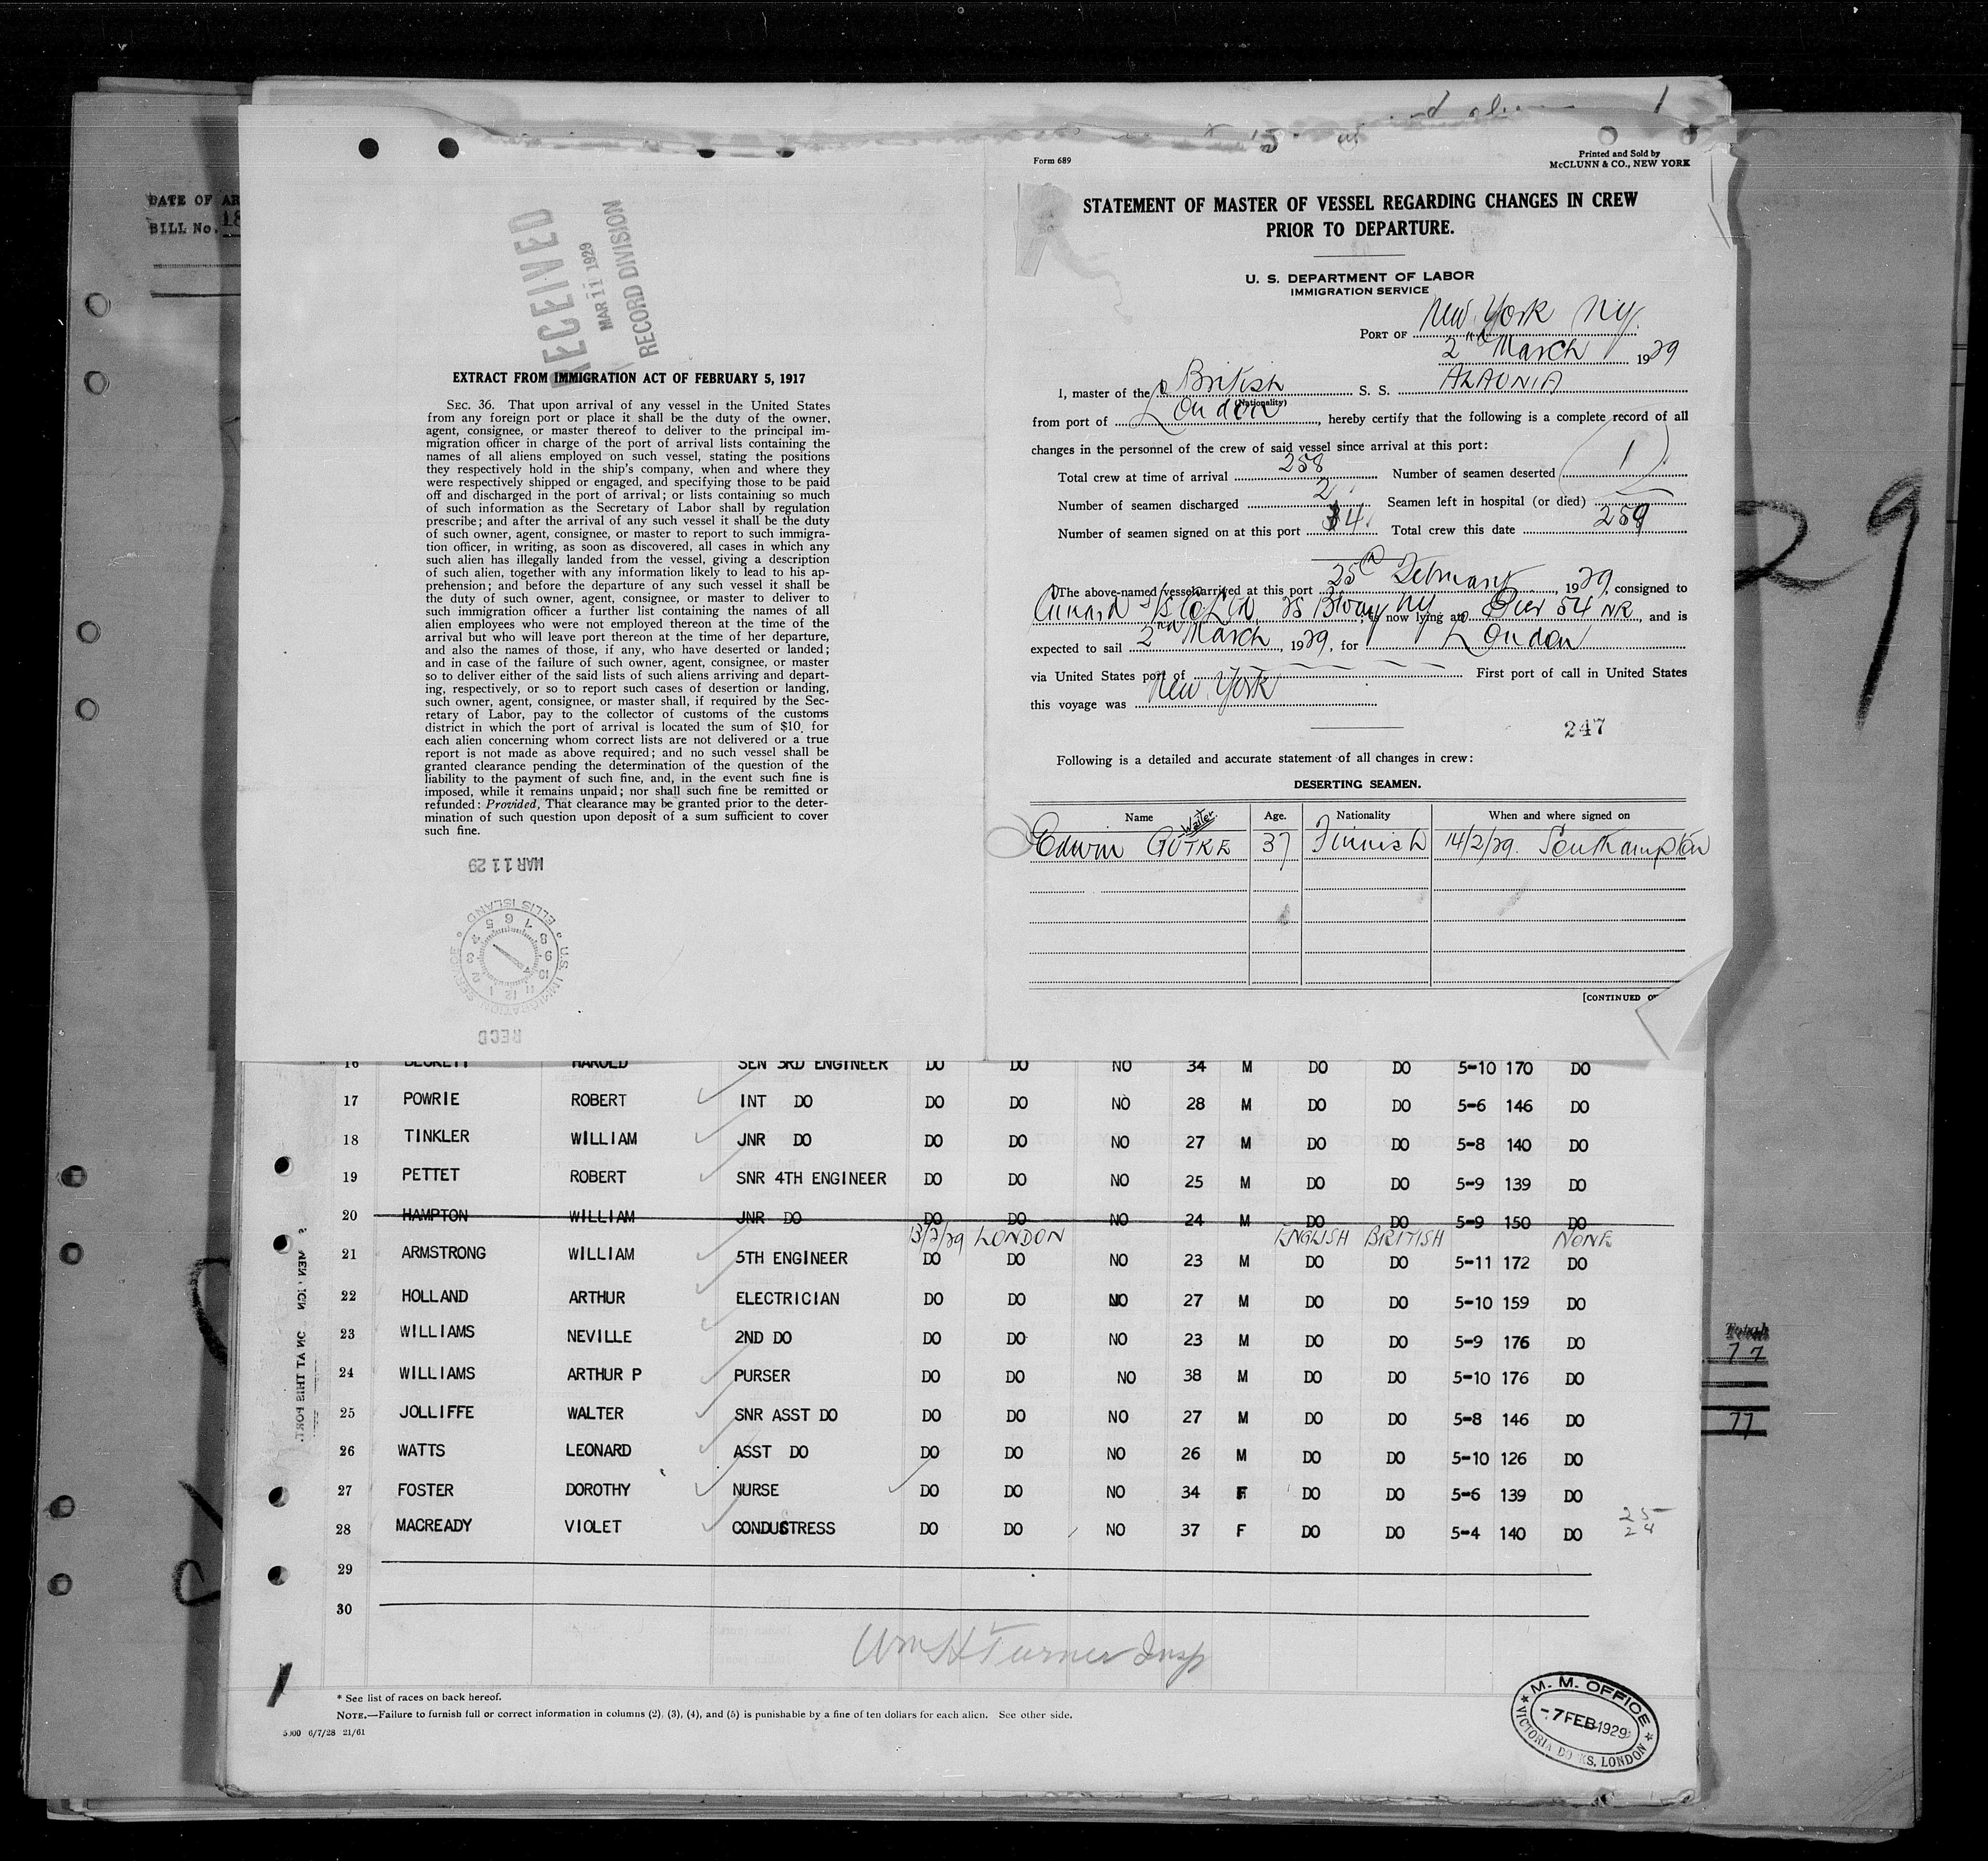 DATE OF AR
BILL No. 18
RECEIVED
MAR 11 1929
RECORD DIVISION
EXTRACT FROM IMMIGRATION ACT OF FEBRUARY 5, 1917
SEC. 36. That upon arrival of any vessel in the United States
from any foreign port or place it shall be the duty of the owner,
agent, consignee, or master thereof to deliver to the principal im-
migration officer in charge of the port of arrival lists containing the
names of all aliens employed on such vessel, stating the positions
they respectively hold in the ship's company, when and where they
were respectively shipped or engaged, and specifying those to be paid
off and discharged in the port of arrival; or lists containing so much
of such information as the Secretary of Labor shall by regulation
prescribe; and after the arrival of any such vessel it shall be the duty
of such owner, agent, consignee, or master to report to such immigra-
tion officer, in writing, as soon as discovered, all cases in which any
such alien has illegally landed from the vessel, giving a description
of such alien, together with any information likely to lead to his ap-
prehension; and before the departure of any such vessel it shall be
the duty of such owner, agent, consignee, or master to deliver to
such immigration officer a further list containing the names of all
alien employees who were not employed thereon at the time of the
arrival but who will leave port thereon at the time of her departure,
and also the names of those, if any, who have deserted or landed;
and in case of the failure of such owner, agent, consignee, or master
so to deliver either of the said lists of such aliens arriving and depart-
ing, respectively, or so to report such cases of desertion or landing,
such owner, agent, consignee, or master shall, if required by the Sec-
retary of Labor, pay to the collector of customs of the customs
district in which the port of arrival is located the sum of $10 for
each alien concerning whom correct lists are not delivered or a true
report is not made as above required; and no such vessel shall be
granted clearance pending the determination of the question of the
liability to the payment of such fine, and, in the event such fine is
imposed, while it remains unpaid; nor shall such fine be remitted or
refunded: Provided, That clearance may be granted prior to the deter-
mination of such question upon deposit of a sum sufficient to cover
such fine.
MAR 11 29
U.S. IMMIGRATION SERVICE
ELLIS ISLAND
RECD
Form 689
Printed and Sold by
McCLUNN & CO., NEW YORK
STATEMENT OF MASTER OF VESSEL REGARDING CHANGES IN CREW
PRIOR TO DEPARTURE.
U. S. DEPARTMENT OF LABOR
IMMIGRATION SERVICE
PORT OF New York NY.
2nd March 1929
I, master of the British S. S. ALAUNIA
(Nationality)
from port of London, hereby certify that the following is a complete record of all
changes in the personnel of the crew of said vessel since arrival at this port:
Total crew at time of arrival 258 Number of seamen deserted 1
Number of seamen discharged 2 Seamen left in hospital (or died)
Number of seamen signed on at this port 4 Total crew this date 259
The above-named vessel arrived at this port 25th February, 1929, consigned to
Cunard S/S Co Ltd, 25 Bway NY, is now lying at Pier 54 NR, and is
expected to sail 2nd March, 1929, for London
via United States port of First port of call in United States
this voyage was New York
247
Following is a detailed and accurate statement of all changes in crew:
DESERTING SEAMEN.
Name Age. Nationality When and where signed on
Waiter.
Edwin GUTKE 37 Finnish 14/2/29. Southampton
[CONTINUED
29
16 BECKETT HAROLD SEN 3RD ENGINEER DO DO NO 34 M DO DO 5-10 170 DO
17 POWRIE ROBERT INT DO DO DO NO 28 M DO DO 5-6 146 DO
18 TINKLER WILLIAM JNR DO DO DO NO 27 M DO DO 5-8 140 DO
19 PETTET ROBERT SNR 4TH ENGINEER DO DO NO 25 M DO DO 5-9 139 DO
20 HAMPTON WILLIAM JNR DO DO DO NO 24 M DO DO 5-9 150 DO
13/2/29 LONDON ENGLISH BRITISH NONE
21 ARMSTRONG WILLIAM 5TH ENGINEER DO DO NO 23 M DO DO 5-11 172 DO
22 HOLLAND ARTHUR ELECTRICIAN DO DO NO 27 M DO DO 5-10 159 DO
23 WILLIAMS NEVILLE 2ND DO DO DO NO 23 M DO DO 5-9 176 DO
24 WILLIAMS ARTHUR P PURSER DO DO NO 38 M DO DO 5-10 176 DO
25 JOLLIFFE WALTER SNR ASST DO DO DO NO 27 M DO DO 5-8 146 DO
26 WATTS LEONARD ASST DO DO DO NO 26 M DO DO 5-10 126 DO
27 FOSTER DOROTHY NURSE DO DO NO 34 F DO DO 5-6 139 DO
28 MACREADY VIOLET CONDUCTRESS DO DO NO 37 F DO DO 5-4 140 DO
25
24
29
30
Total
77
77
Wm H Turner Insp
* See list of races on back hereof.
NOTE.—Failure to furnish full or correct information in columns (2), (3), (4), and (5) is punishable by a fine of ten dollars for each alien. See other side.
5000 6/7/28 21/61
M. M. OFFICE
-7 FEB 1929
VICTORIA DOCKS, LONDON